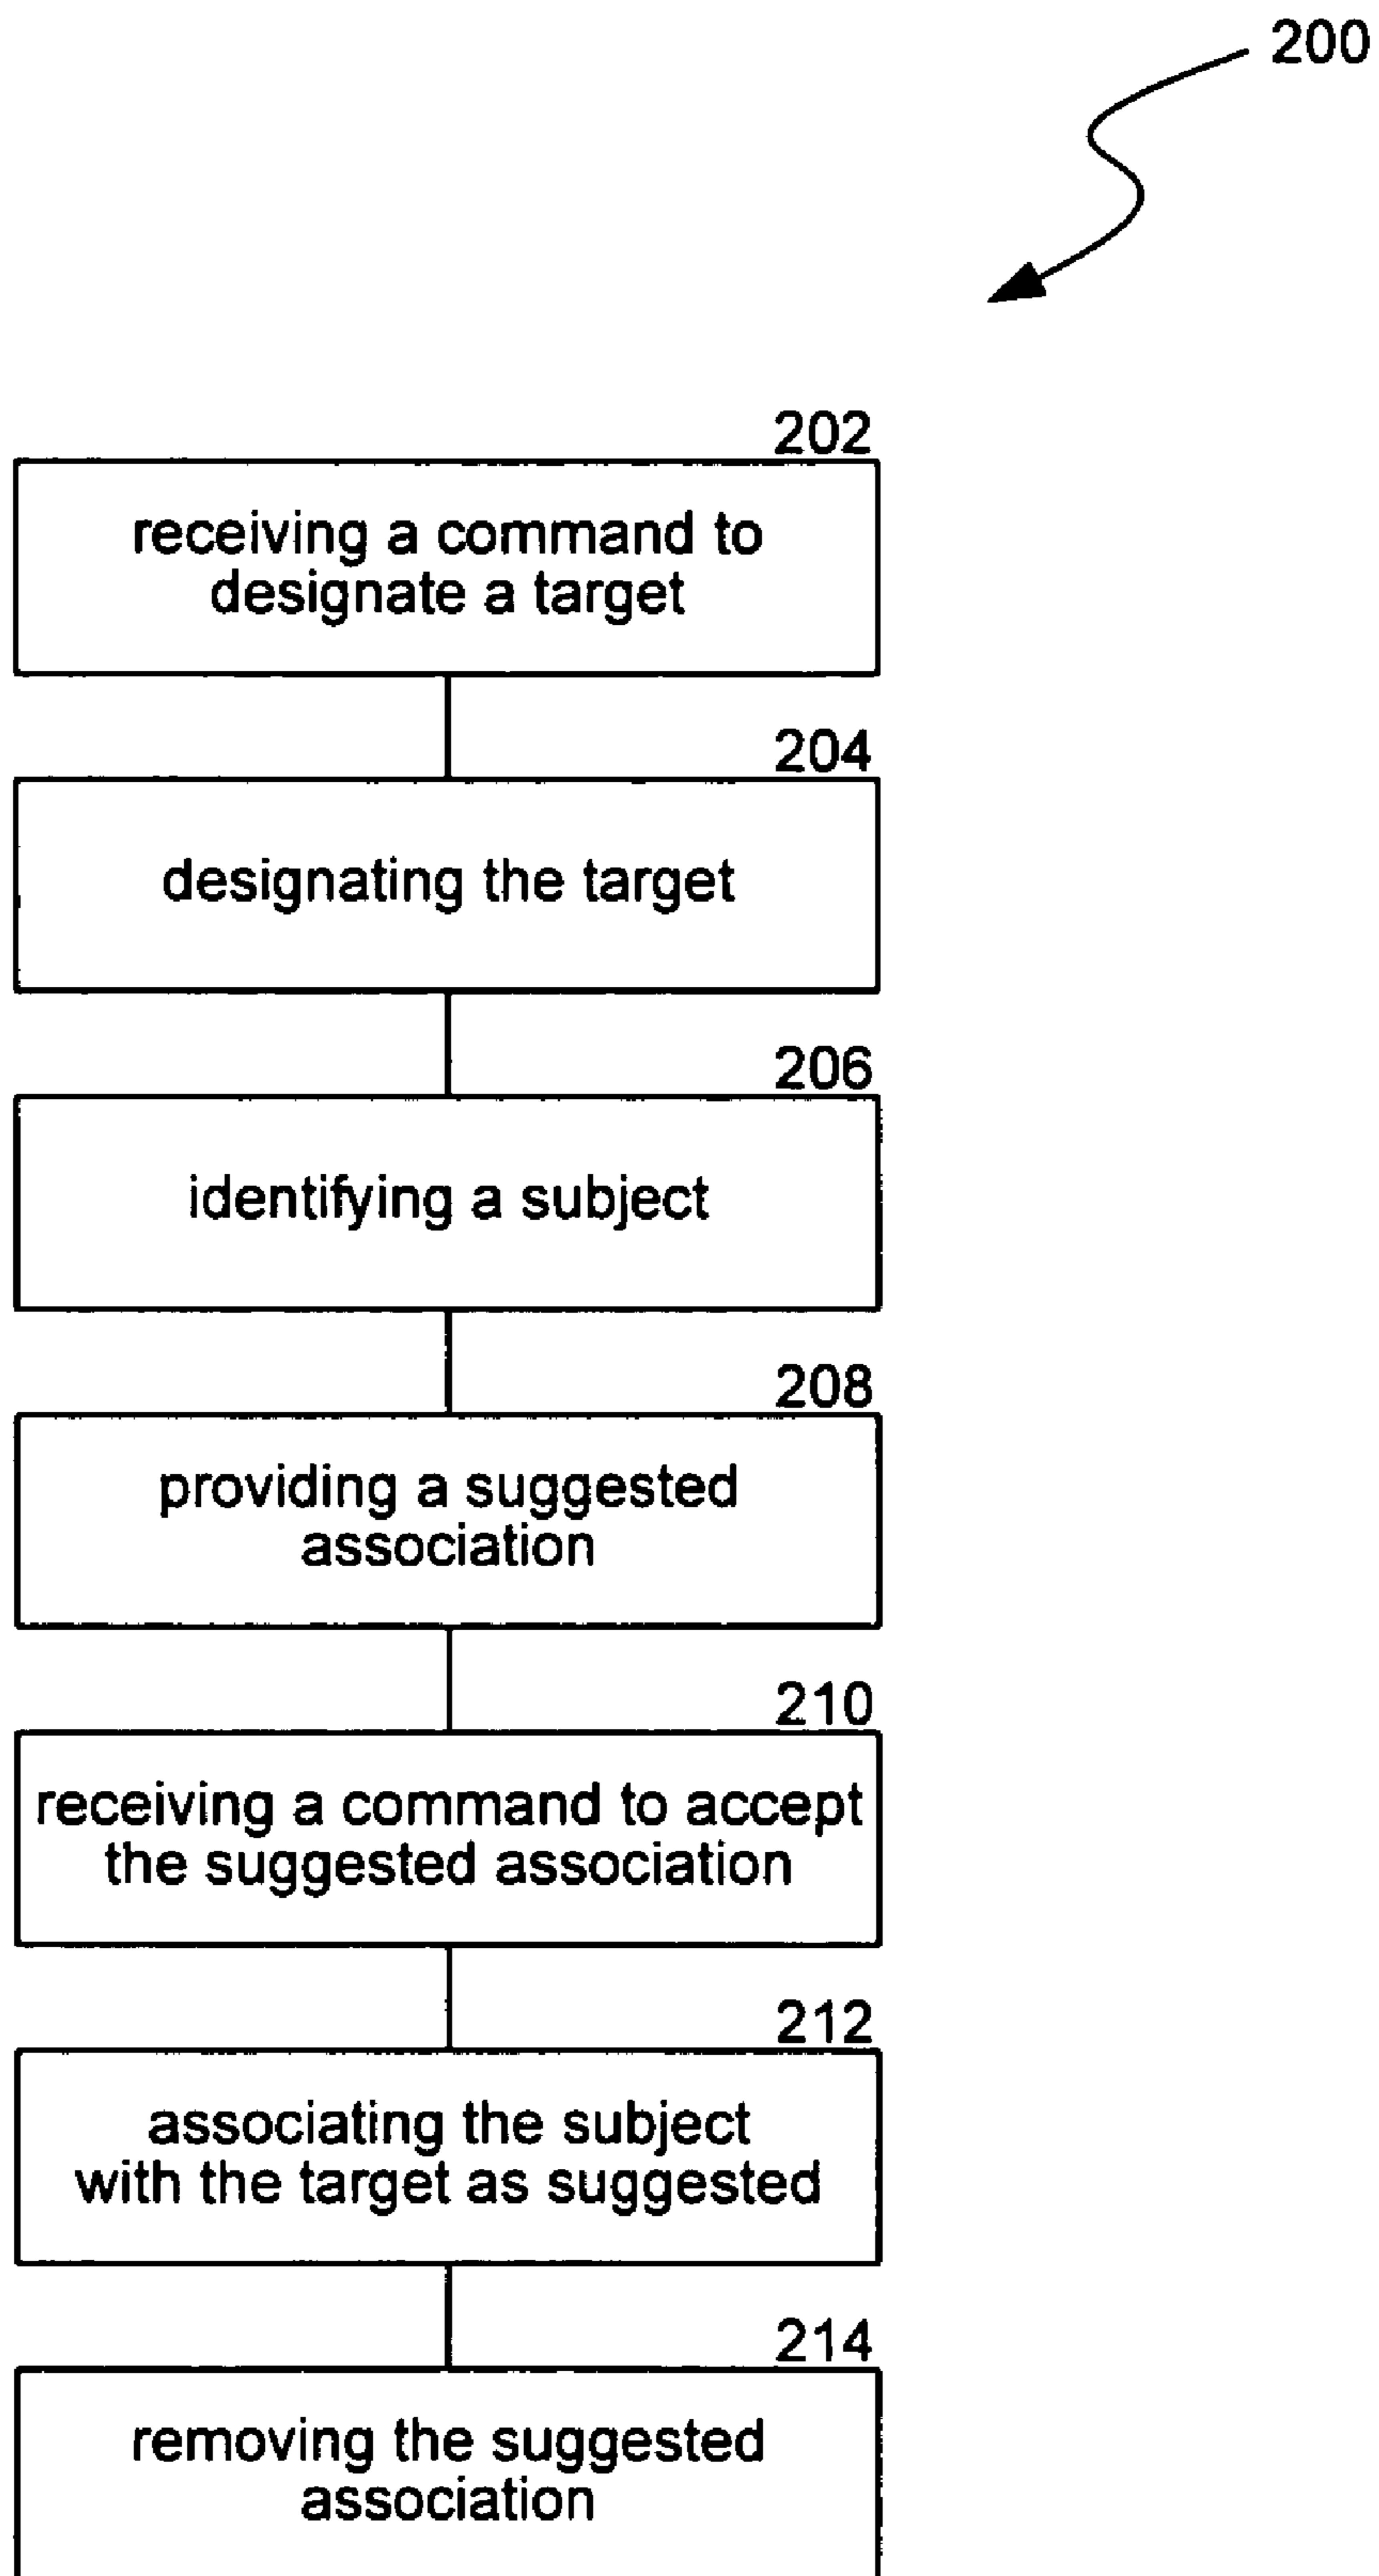 200
202
receiving a command to
designate a target
204
designating the target
206
identifying a subject
208
providing a suggested
association
210
receiving a command to accept
the suggested association
212
associating the subject
with the target as suggested
214
removing the suggested
association